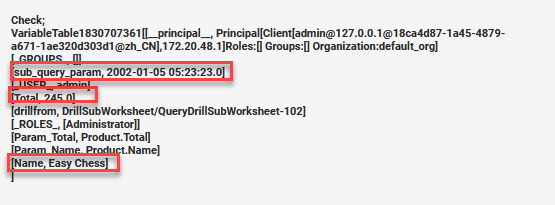 Check;
VariableTable1830707361[[__principal__, Principal[Client[admin@127.0.0.1@18ca4d87-1a45-4879-
a671-1ae320d303d1@zh_CN],172.20.48.1]Roles:[] Groups:[] Organization:default_org]
[_GROUPS_, []]
[sub_query_param, 2002-01-05 05:23:23.0]
[_USER_, admin]
[Total, 245.0]
[drillfrom, DrillSubWorksheet/QueryDrillSubWorksheet-102]
[_ROLES_, [Administrator]]
[Param_Total, Product.Total]
[Param_Name, Product.Name]
[Name, Easy Chess]
]